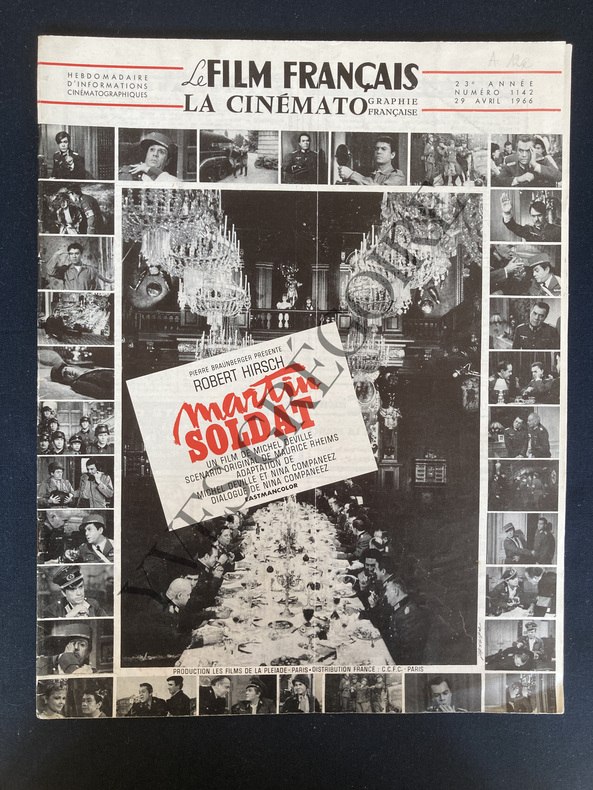 HEBDOMADAIRE
D'INFORMATIONS
CINÉMATOGRAPHIQUES
Le FILM FRANÇAIS
LA CINÉMATOGRAPHIE
FRANÇAISE
23e ANNÉE
NUMÉRO 1142
29 AVRIL 1966
PIERRE BRAUNBERGER PRÉSENTE
ROBERT HIRSCH
martin
SOLDAT
UN FILM DE MICHEL DEVILLE
SCENARIO ORIGINAL DE MAURICE RHEIMS
ADAPTATION DE
MICHEL DEVILLE ET NINA COMPANEEZ
DIALOGUE DE NINA COMPANEEZ
EASTMANCOLOR
PRODUCTION LES FILMS DE LA PLEIADE - PARIS • DISTRIBUTION FRANCE : C.C.F.C. PARIS